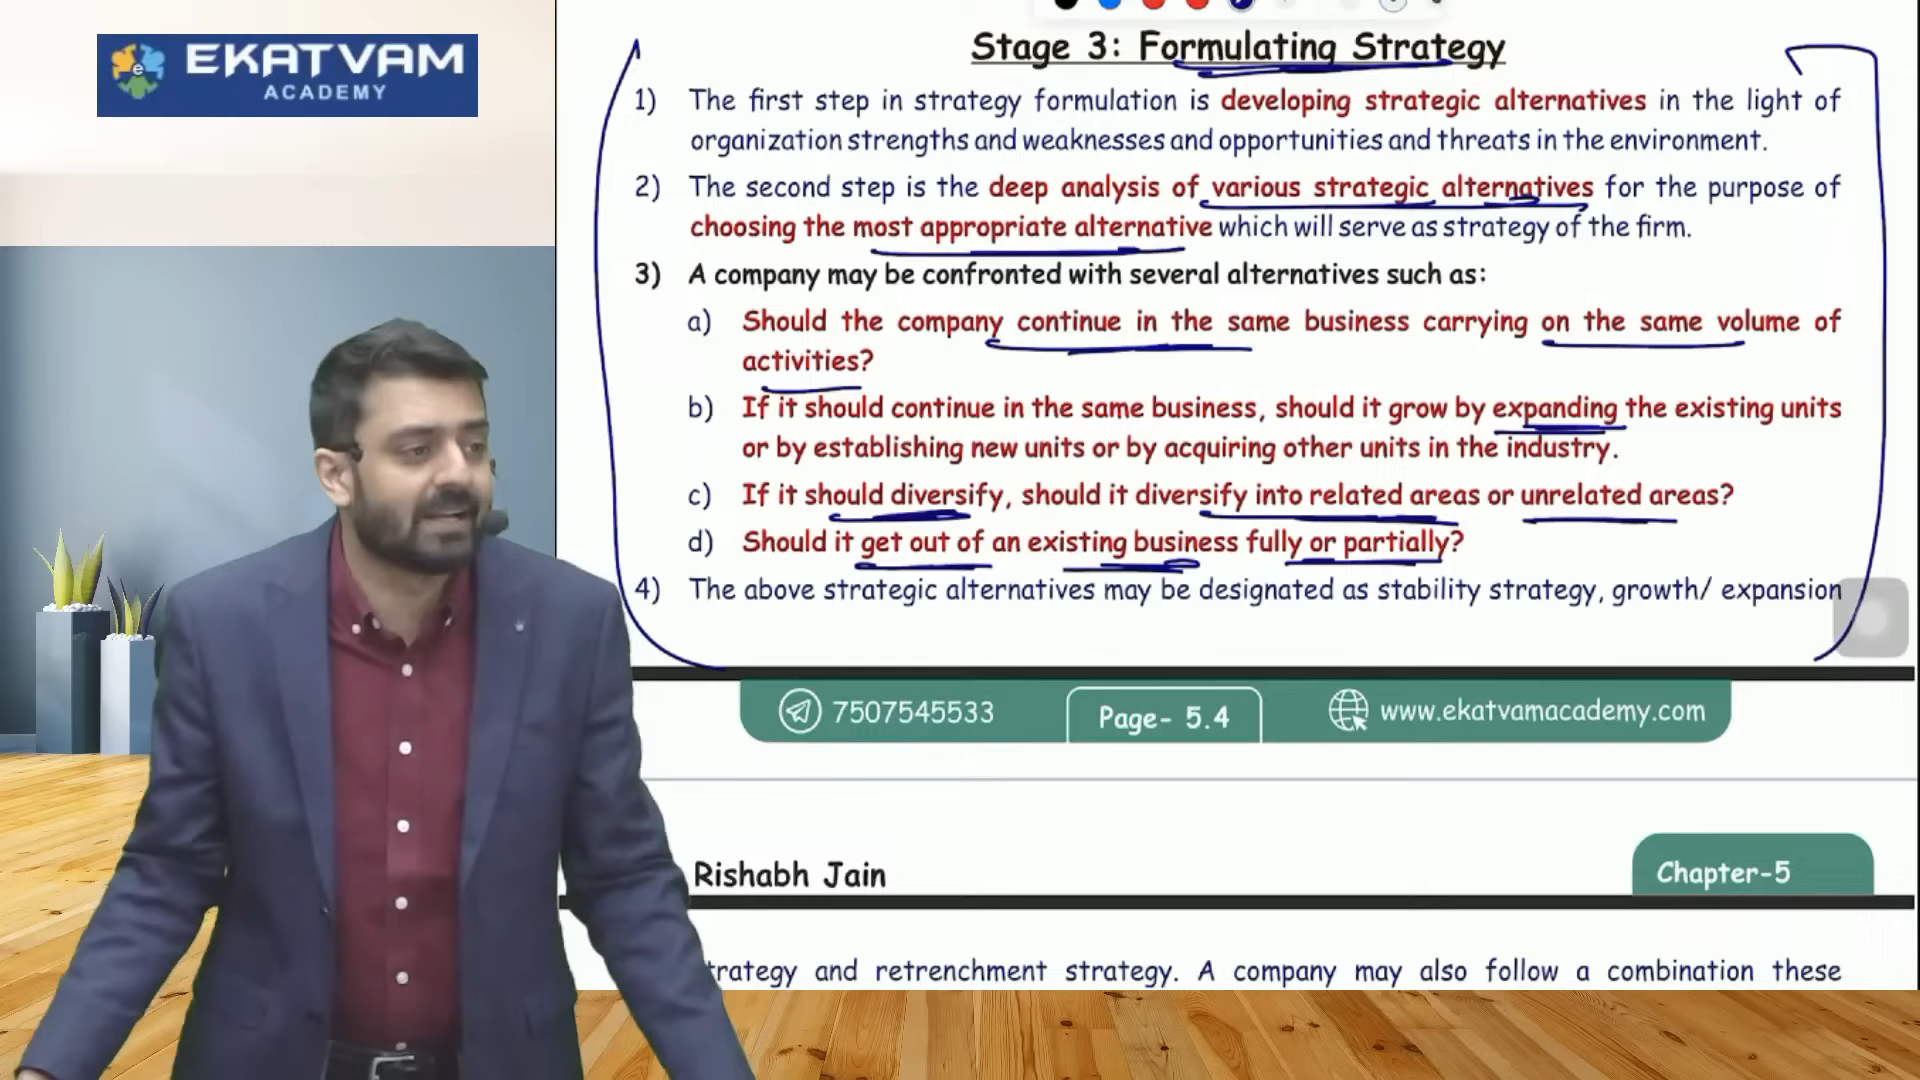 EKATVAM
ACADEMY
Stage 3: Formulating Strategy
1) The first step in strategy formulation is developing strategic alternatives in the light of
organization strengths and weaknesses and opportunities and threats in the environment.
2) The second step is the deep analysis of various strategic alternatives for the purpose of
choosing the most appropriate alternative which will serve as strategy of the firm.
3) A company may be confronted with several alternatives such as:
a) Should the company continue in the same business carrying on the same volume of
activities?
b) If it should continue in the same business, should it grow by expanding the existing units
or by establishing new units or by acquiring other units in the industry.
c) If it should diversify, should it diversify into related areas or unrelated areas?
d) Should it get out of an existing business fully or partially?
4) The above strategic alternatives may be designated as stability strategy, growth/ expansion
7507545533
Page- 5.4
www.ekatvamacademy.com
Rishabh Jain
Chapter-5
trategy and retrenchment strategy. A company may also follow a combination these